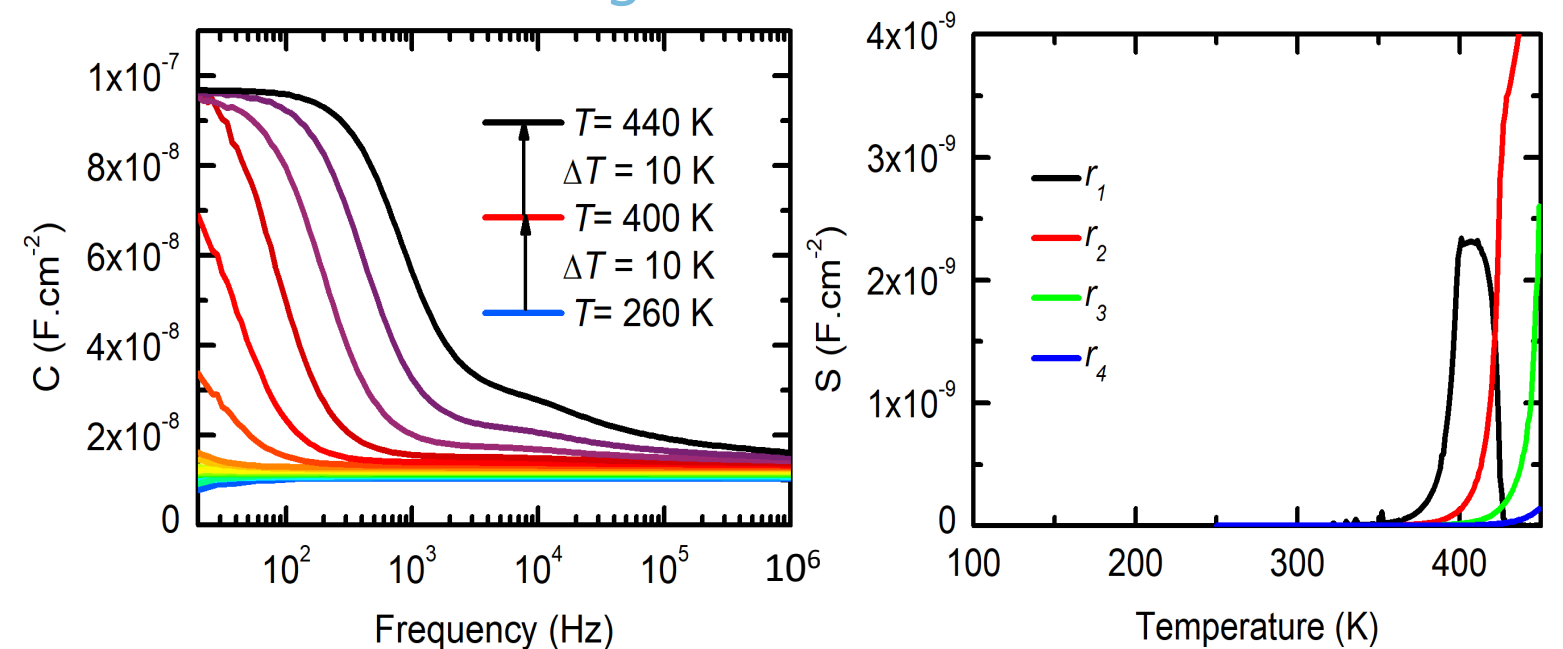 g
1x10⁻⁷
8x10⁻⁸
6x10⁻⁸
4x10⁻⁸
2x10⁻⁸
0
C (F.cm⁻²)
10² 10³ 10⁴ 10⁵ 10⁶
Frequency (Hz)
T= 440 K
ΔT = 10 K
T= 400 K
ΔT = 10 K
T= 260 K
4x10⁻⁹
3x10⁻⁹
2x10⁻⁹
1x10⁻⁹
0
S (F.cm⁻²)
100 200 300 400
Temperature (K)
r₁
r₂
r₃
r₄